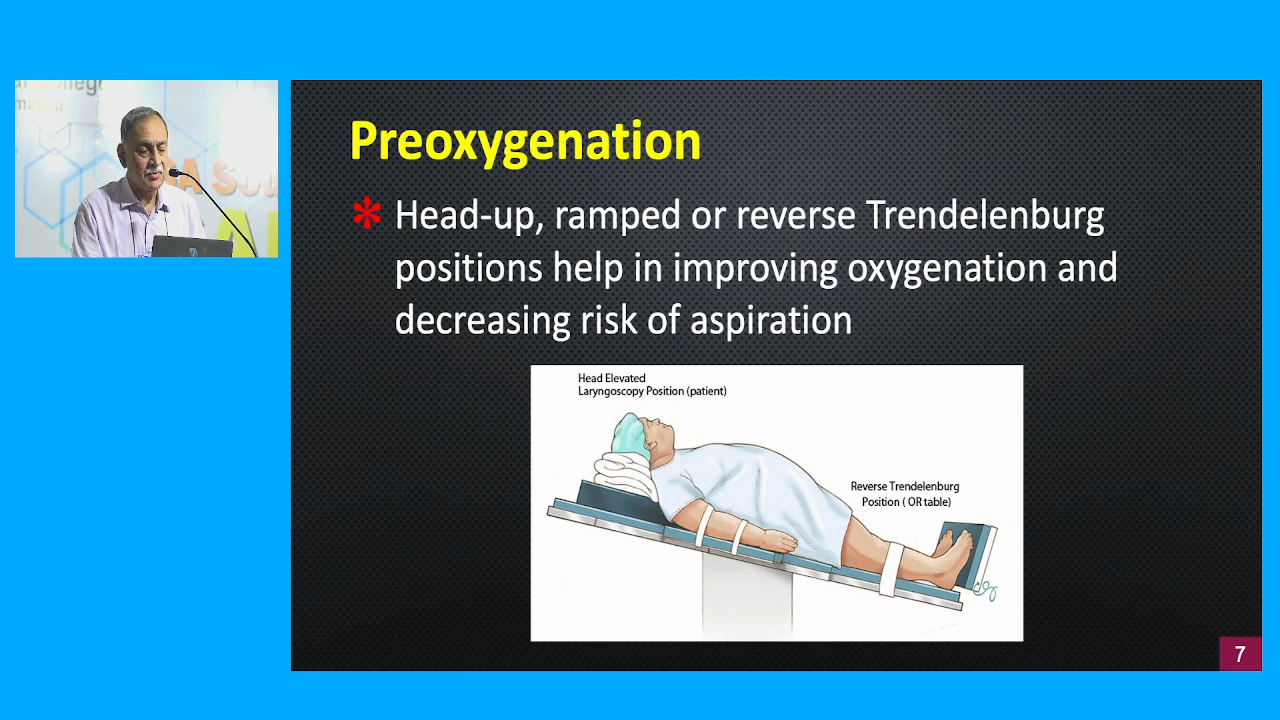 Preoxygenation
* Head-up, ramped or reverse Trendelenburg
positions help in improving oxygenation and
decreasing risk of aspiration
Head Elevated
Laryngoscopy Position (patient)
Reverse Trendelenburg
Position ( OR table)
7